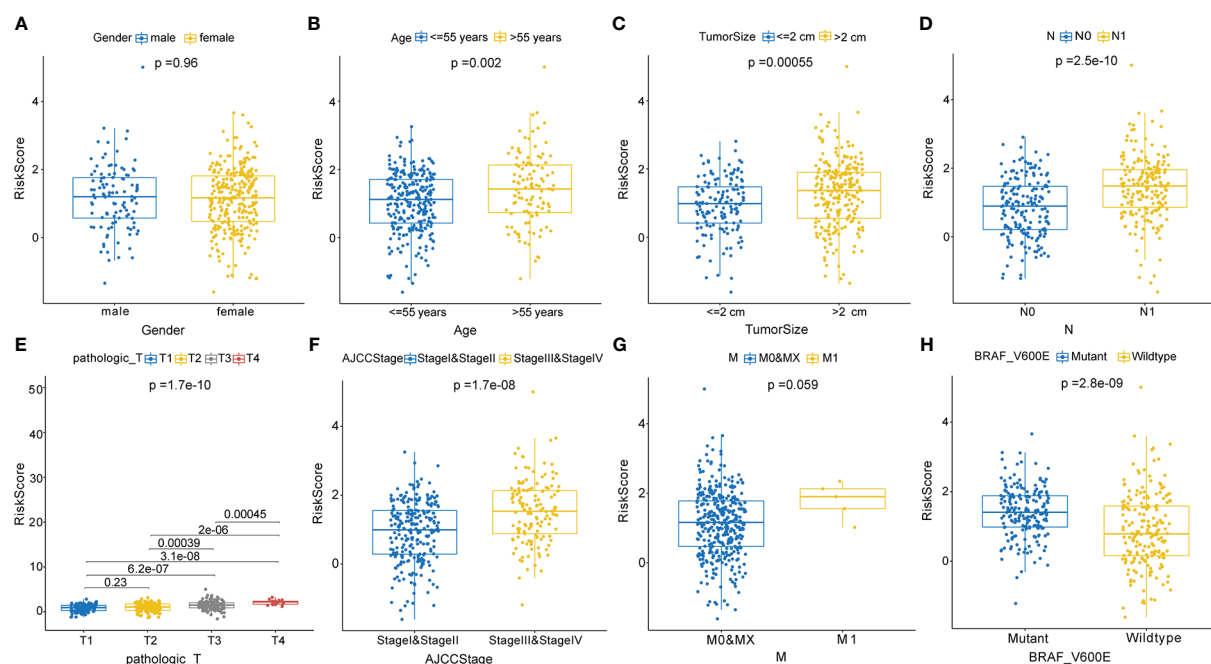 A
Gender male female
p =0.96
RiskScore
4
2
0
male female
Gender
B
Age <=55 years >55 years
p =0.002
RiskScore
4
2
0
<=55 years >55 years
Age
C
TumorSize <=2 cm >2 cm
p =0.00055
RiskScore
4
2
0
<=2 cm >2 cm
TumorSize
D
N N0 N1
p =2.5e-10
RiskScore
4
2
0
N0 N1
N
E
pathologic_T T1 T2 T3 T4
p =1.7e-10
RiskScore
50
40
30
20
10
0
0.00045
2e-06
0.00039
3.1e-08
6.2e-07
0.23
T1 T2 T3 T4
pathologic_T
F
AJCCStage StageI&StageII StageIII&StageIV
p =1.7e-08
RiskScore
4
2
0
StageI&StageII StageIII&StageIV
AJCCStage
G
M M0&MX M1
p =0.059
RiskScore
4
2
0
M0&MX M1
M
H
BRAF_V600E Mutant Wildtype
p =2.8e-09
RiskScore
4
2
0
Mutant Wildtype
BRAF_V600E